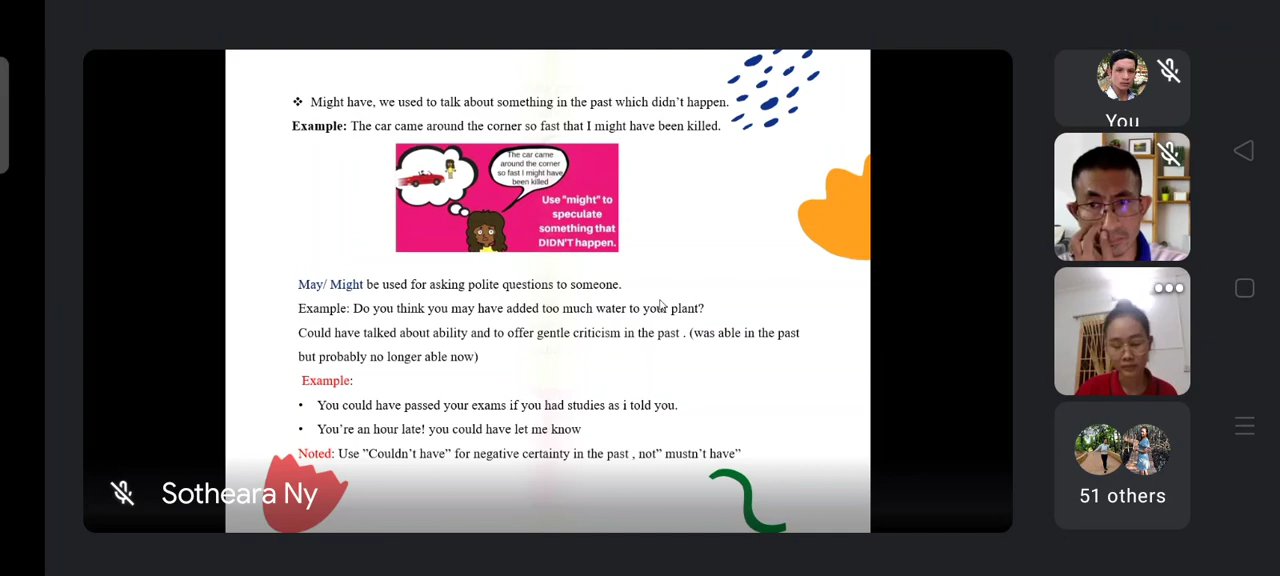 ❖ Might have, we used to talk about something in the past which didn't happen.
Example: The car came around the corner so fast that I might have been killed.
The car came
around the corner
so fast I might have
been killed
Use "might" to
speculate
something that
DIDN'T happen.
May/ Might be used for asking polite questions to someone.
Example: Do you think you may have added too much water to your plant?
Could have talked about ability and to offer gentle criticism in the past . (was able in the past
but probably no longer able now)
Example:
• You could have passed your exams if you had studies as i told you.
• You're an hour late! you could have let me know
Noted: Use "Couldn't have" for negative certainty in the past , not" mustn't have"
Sotheara Ny
You
51 others